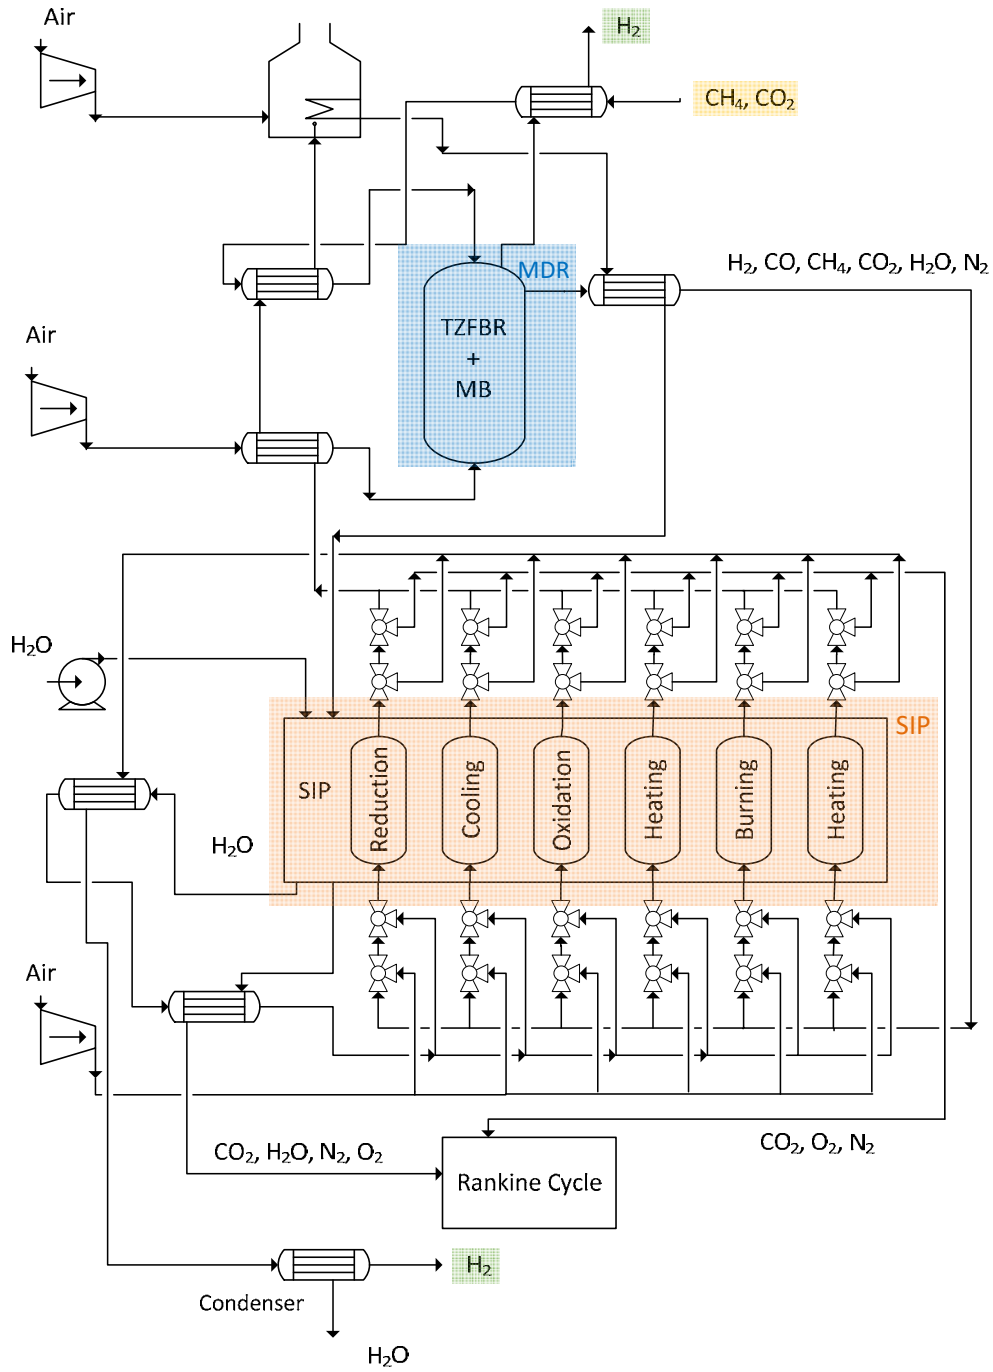 Air
H₂
CH₄, CO₂
H₂, CO, CH₄, CO₂, H₂O, N₂
MDR
TZFBR
+
MB
Air
H₂O
SIP
SIP
Reduction
Cooling
Oxidation
Heating
Burning
Heating
H₂O
Air
CO₂, H₂O, N₂, O₂
CO₂, O₂, N₂
Rankine Cycle
H₂
Condenser
H₂O